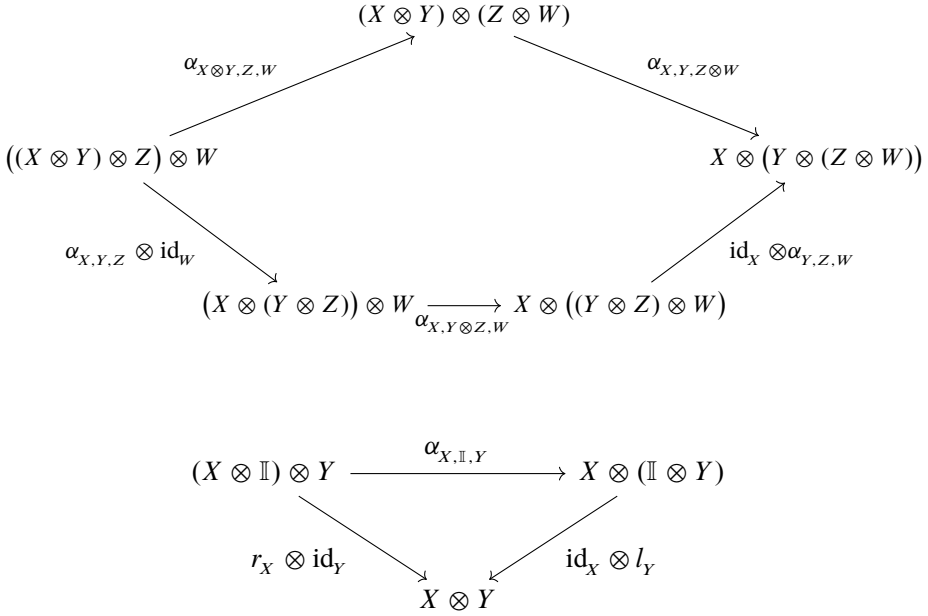 (X ⊗ Y) ⊗ (Z ⊗ W)
α_{X⊗Y,Z,W} α_{X,Y,Z⊗W}
((X ⊗ Y) ⊗ Z) ⊗ W X ⊗ (Y ⊗ (Z ⊗ W))
α_{X,Y,Z} ⊗ id_W id_X ⊗α_{Y,Z,W}
(X ⊗ (Y ⊗ Z)) ⊗ W X ⊗ ((Y ⊗ Z) ⊗ W)
α_{X,Y⊗Z,W}
α_{X,𝕀,Y}
(X ⊗ 𝕀) ⊗ Y X ⊗ (𝕀 ⊗ Y)
r_X ⊗ id_Y id_X ⊗ l_Y
X ⊗ Y